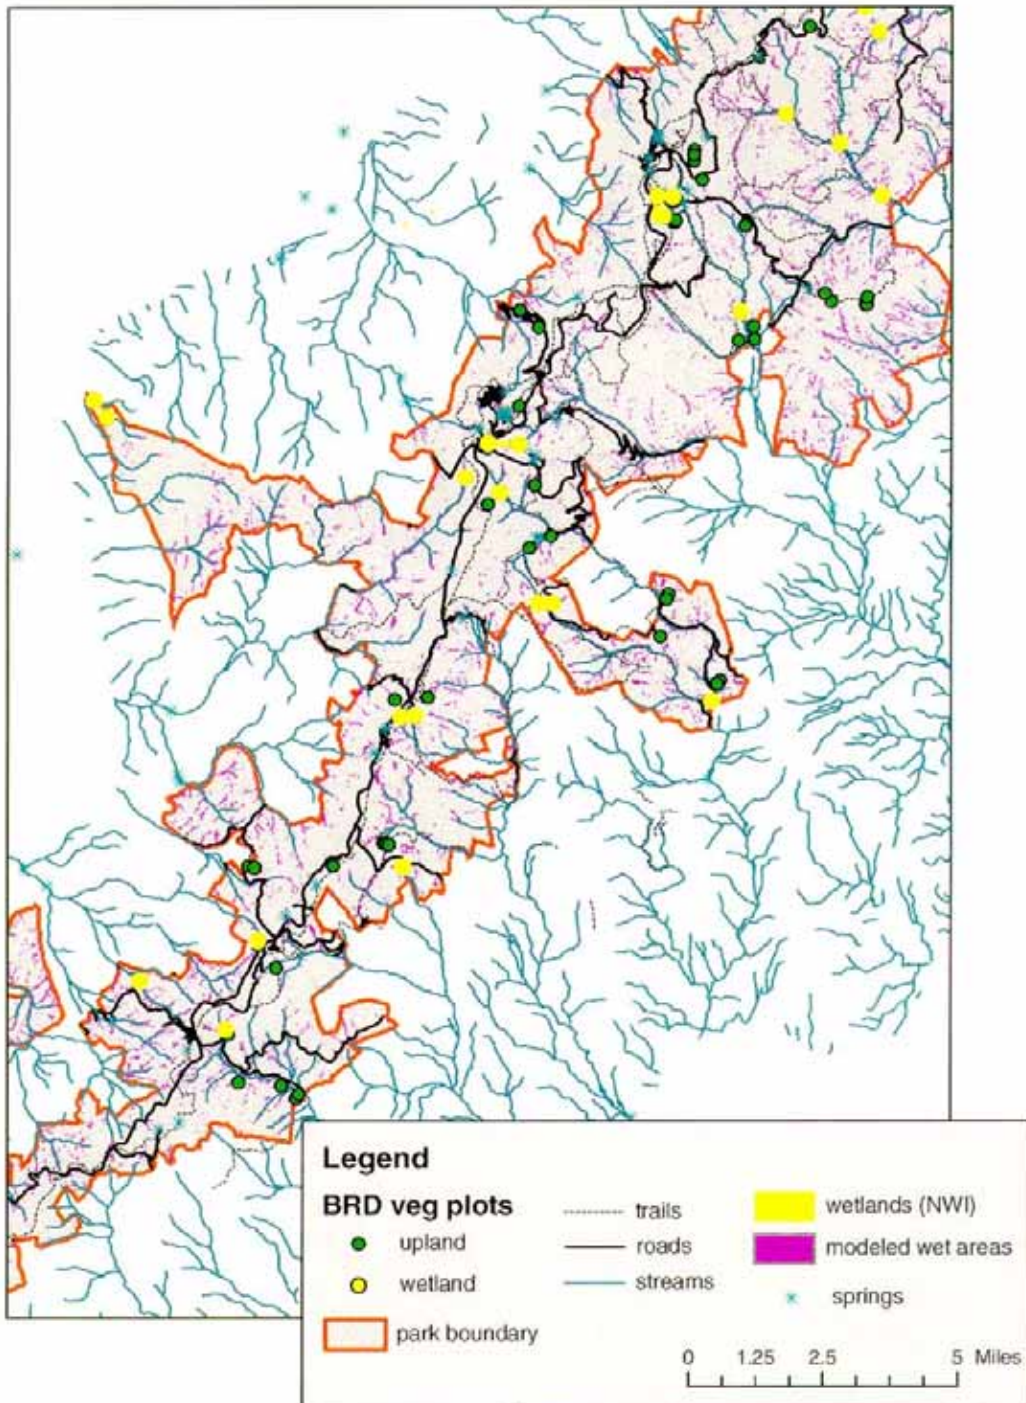 Legend
BRD veg plots
upland
wetland
park boundary
trails
roads
streams
wetlands (NWI)
modeled wet areas
springs
0 1.25 2.5 5 Miles